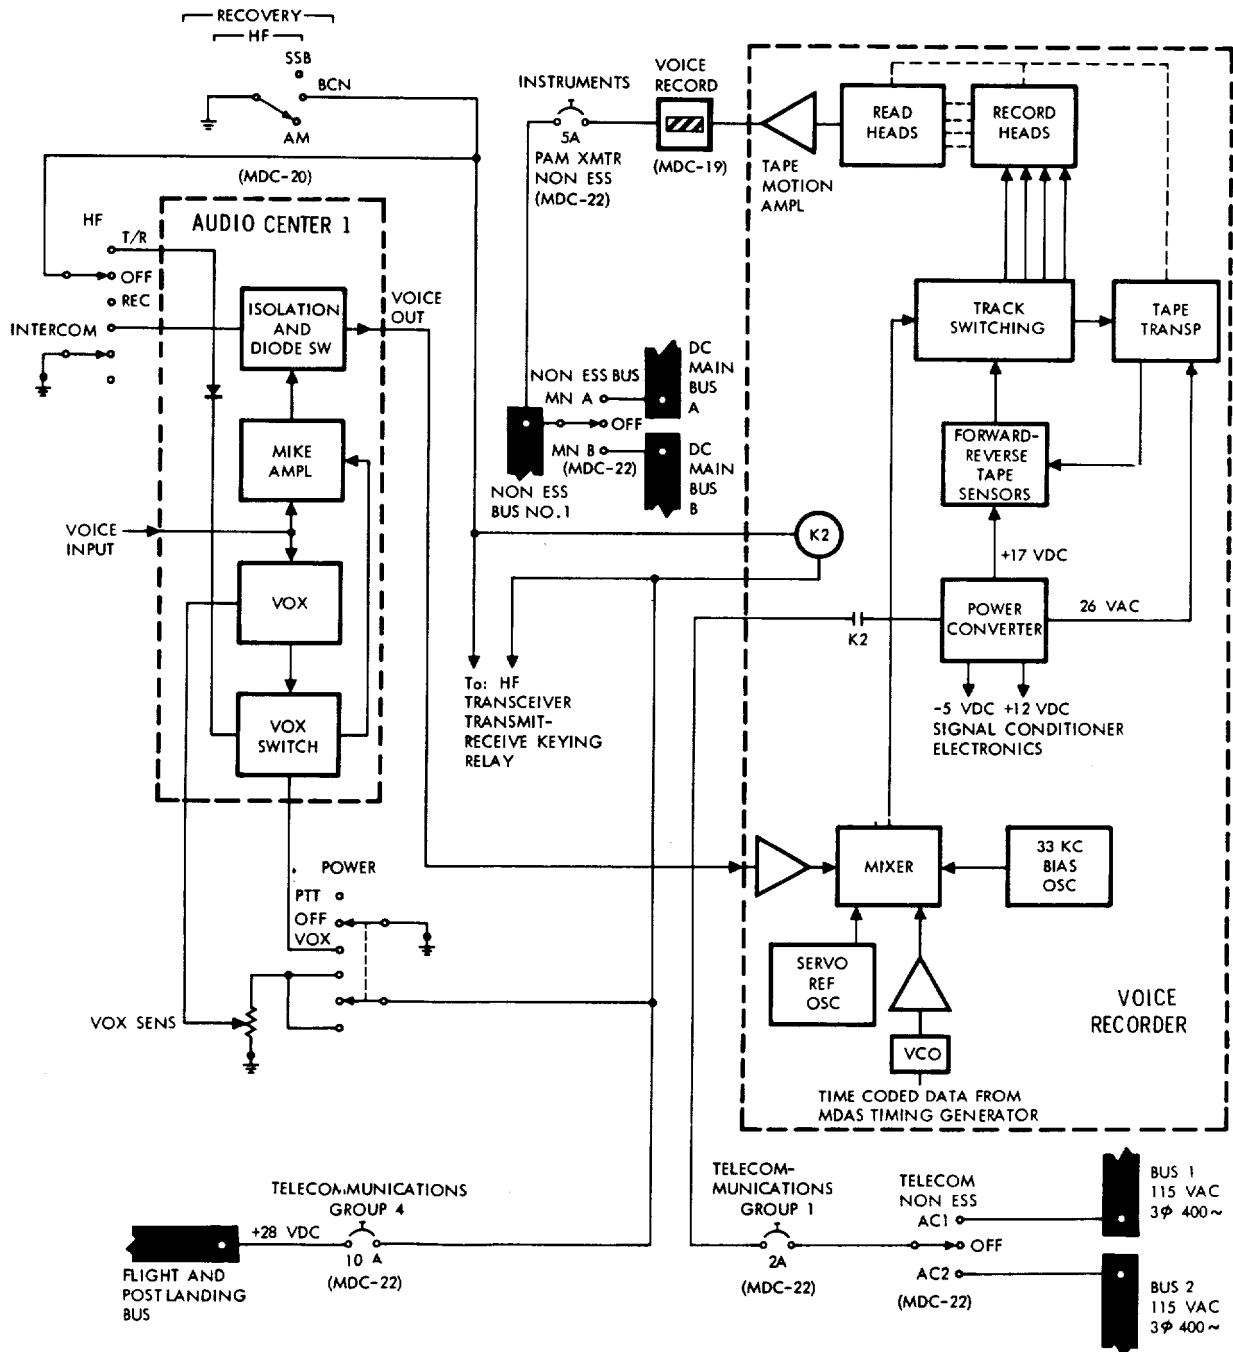 RECOVERY
HF
SSB
BCN
AM
(MDC-20)
HF
T/R
OFF
REC
INTERCOM
AUDIO CENTER 1
ISOLATION
AND
DIODE SW
VOICE
OUT
MIKE
AMPL
VOICE
INPUT
VOX
VOX
SWITCH
POWER
PTT
OFF
VOX
VOX SENS
INSTRUMENTS
5A
PAM XMTR
NON ESS
(MDC-22)
VOICE
RECORD
(MDC-19)
TAPE
MOTION
AMPL
READ
HEADS
RECORD
HEADS
TRACK
SWITCHING
TAPE
TRANSP
NON ESS BUS
MN A
OFF
MN B
(MDC-22)
DC
MAIN
BUS
A
DC
MAIN
BUS
B
NON ESS
BUS NO.1
FORWARD-
REVERSE
TAPE
SENSORS
+17 VDC
K2
POWER
CONVERTER
26 VAC
K2
-5 VDC +12 VDC
SIGNAL CONDITIONER
ELECTRONICS
To: HF
TRANSCEIVER
TRANSMIT-
RECEIVE KEYING
RELAY
MIXER
33 KC
BIAS
OSC
SERVO
REF
OSC
VCO
VOICE
RECORDER
TIME CODED DATA FROM
MDAS TIMING GENERATOR
TELECOMMUNICATIONS
GROUP 4
+28 VDC
10 A
(MDC-22)
FLIGHT AND
POSTLANDING
BUS
TELECOM-
MUNICATIONS
GROUP 1
2A
(MDC-22)
TELECOM
NON ESS
AC1
OFF
AC2
(MDC-22)
BUS 1
115 VAC
3φ 400~
BUS 2
115 VAC
3φ 400~